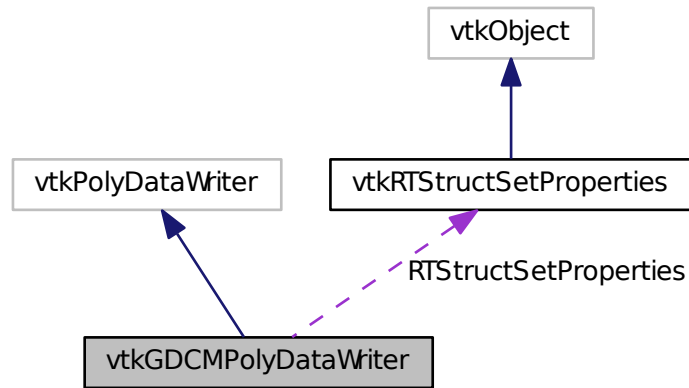 vtkObject
vtkPolyDataWriter
vtkRTStructSetProperties
RTStructSetProperties
vtkGDCMPolyDataWriter